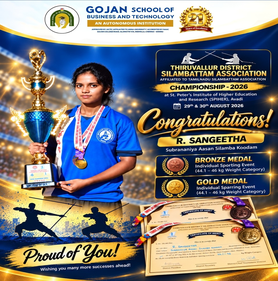 GOJAN SCHOOL OF
BUSINESS AND TECHNOLOGY
AN AUTONOMOUS INSTITUTION
21
THIRUVALLUR DISTRICT
SILAMBATTAM ASSOCIATION
AFFILIATED TO TAMILNADU SILAMBATTAM ASSOCIATION
CHAMPIONSHIP - 2026
at St. Peter's Institute of Higher Education
and Research (SPIHER), Avadi
29th & 30th AUGUST 2026
Congratulations!
R. SANGEETHA
Subramaniya Aasan Silamba Koodam
BRONZE MEDAL
Individual Sporting Event
(44.1 – 46 kg Weight Category)
GOLD MEDAL
Individual Sparring Event
(44.1 – 46 kg Weight Category)
Proud of You!
Wishing you many more successes ahead!